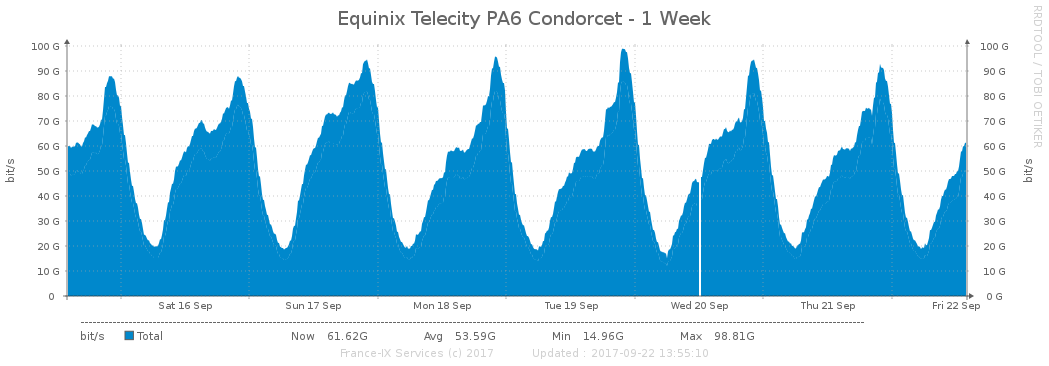 Equinix Telecity PA6 Condorcet - 1 Week
RRDTOOL / TOBI OETIKER
100 G 100 G
90 G 90 G
80 G 80 G
70 G 70 G
60 G 60 G
50 G 50 G
40 G 40 G
30 G 30 G
20 G 20 G
10 G 10 G
0 0 G
bit/s
bit/s
Sat 16 Sep Sun 17 Sep Mon 18 Sep Tue 19 Sep Wed 20 Sep Thu 21 Sep Fri 22 Sep
bit/s Total Now 61.62G Avg 53.59G Min 14.96G Max 98.81G
France-IX Services (c) 2017 Updated : 2017-09-22 13:55:10